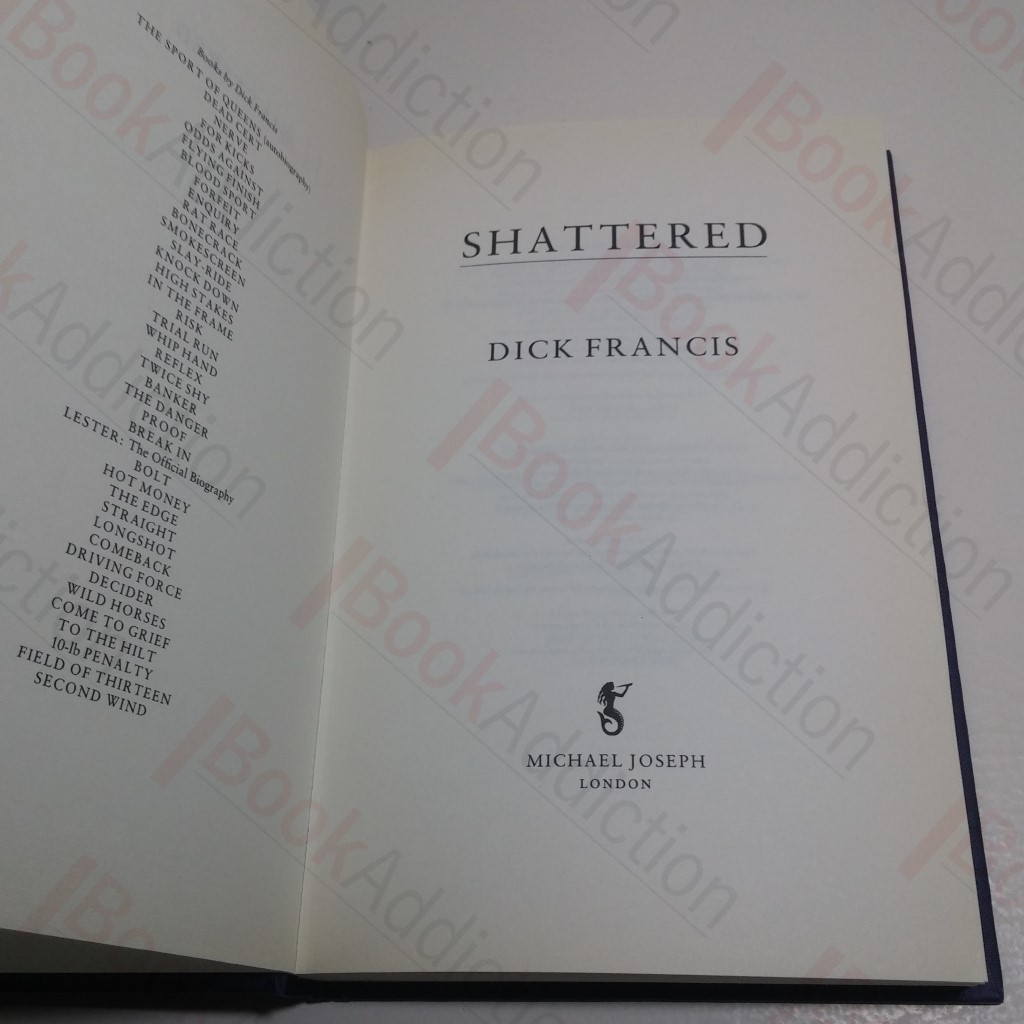 Books by Dick Francis
THE SPORT OF QUEENS (autobiography)
DEAD CERT
NERVE
FOR KICKS
ODDS AGAINST
FLYING FINISH
BLOOD SPORT
FORFEIT
ENQUIRY
RAT RACE
BONECRACK
SMOKESCREEN
SLAY-RIDE
KNOCK DOWN
HIGH STAKES
IN THE FRAME
RISK
TRIAL RUN
WHIP HAND
REFLEX
TWICE SHY
BANKER
THE DANGER
PROOF
BREAK IN
LESTER: The Official Biography
BOLT
HOT MONEY
THE EDGE
STRAIGHT
LONGSHOT
COMEBACK
DRIVING FORCE
DECIDER
WILD HORSES
COME TO GRIEF
TO THE HILT
10-lb PENALTY
FIELD OF THIRTEEN
SECOND WIND
SHATTERED
DICK FRANCIS
MICHAEL JOSEPH
LONDON
BookAddiction